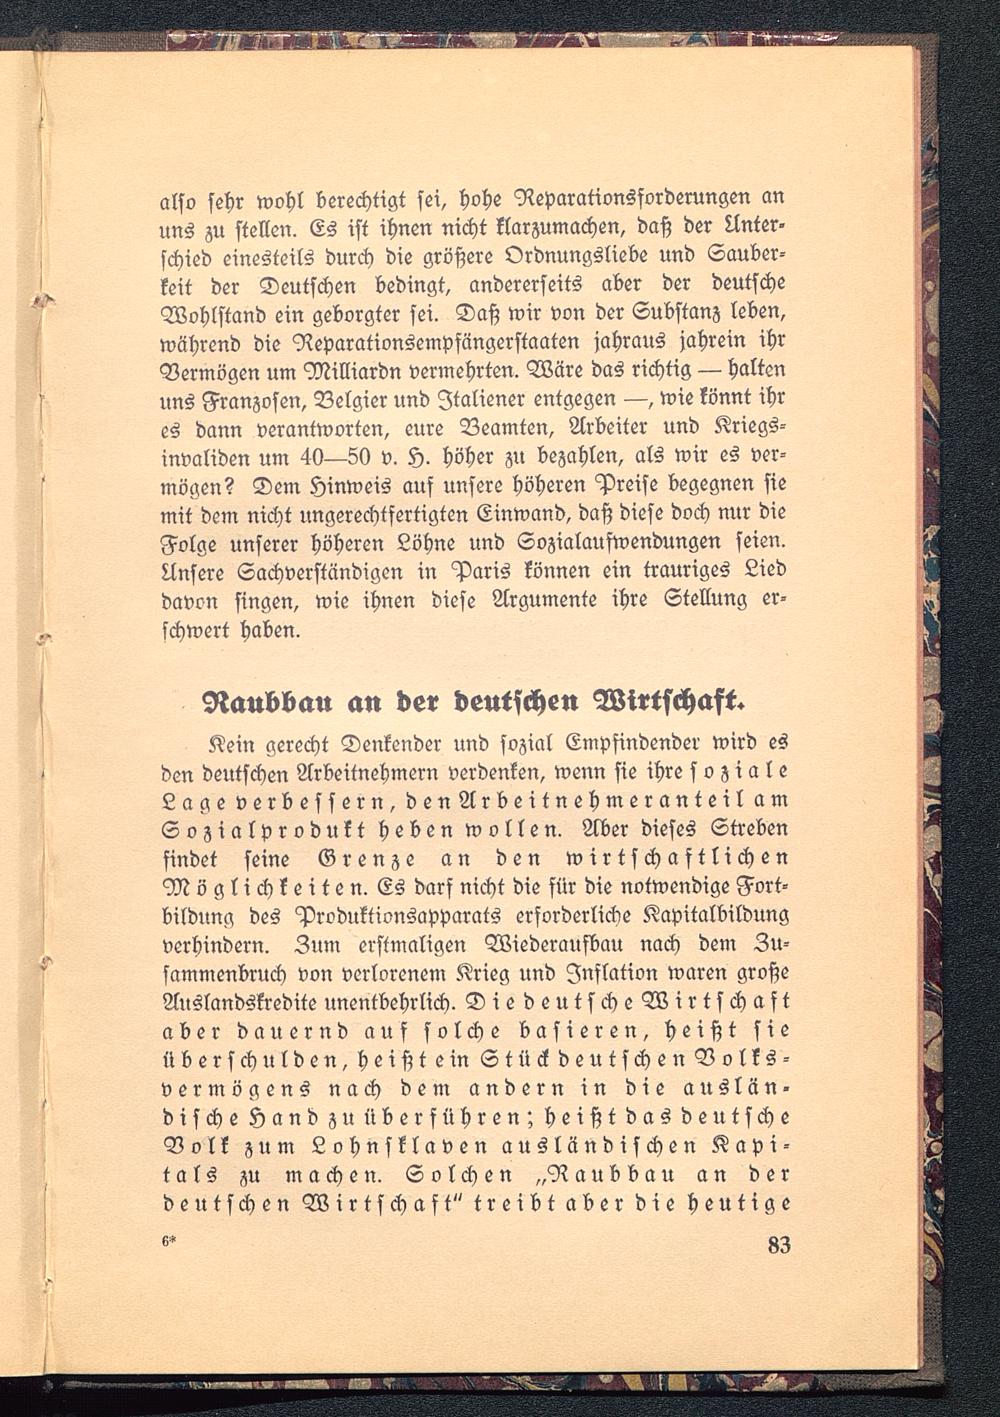 also sehr wohl berechtigt sei, hohe Reparationsforderungen an
uns zu stellen. Es ist ihnen nicht klarzumachen, daß der Unter-
schied einesteils durch die größere Ordnungsliebe und Sauber-
keit der Deutschen bedingt, andererseits aber der deutsche
Wohlstand ein geborgter sei. Daß wir von der Substanz leben,
während die Reparationsempfängerstaaten jahraus jahrein ihr
Vermögen um Milliardn vermehrten. Wäre das richtig — halten
uns Franzosen, Belgier und Italiener entgegen —, wie könnt ihr
es dann verantworten, eure Beamten, Arbeiter und Kriegs-
invaliden um 40—50 v. H. höher zu bezahlen, als wir es ver-
mögen? Dem Hinweis auf unsere höheren Preise begegnen sie
mit dem nicht ungerechtfertigten Einwand, daß diese doch nur die
Folge unserer höheren Löhne und Sozialaufwendungen seien.
Unsere Sachverständigen in Paris können ein trauriges Lied
davon singen, wie ihnen diese Argumente ihre Stellung er-
schwert haben.
Raubbau an der deutschen Wirtschaft.
Kein gerecht Denkender und sozial Empfindender wird es
den deutschen Arbeitnehmern verdenken, wenn sie ihre soziale
Lage verbessern, den Arbeitnehmeranteil am
Sozialprodukt heben wollen. Aber dieses Streben
findet seine Grenze an den wirtschaftlichen
Möglichkeiten. Es darf nicht die für die notwendige Fort-
bildung des Produktionsapparats erforderliche Kapitalbildung
verhindern. Zum erstmaligen Wiederaufbau nach dem Zu-
sammenbruch von verlorenem Krieg und Inflation waren große
Auslandskredite unentbehrlich. Die deutsche Wirtschaft
aber dauernd auf solche basieren, heißt sie
überschulden, heißt ein Stück deutschen Volks-
vermögens nach dem andern in die auslän-
dische Hand zu überführen; heißt das deutsche
Volk zum Lohnsklaven ausländischen Kapi-
tals zu machen. Solchen „Raubbau an der
deutschen Wirtschaft“ treibt aber die heutige
6*
83